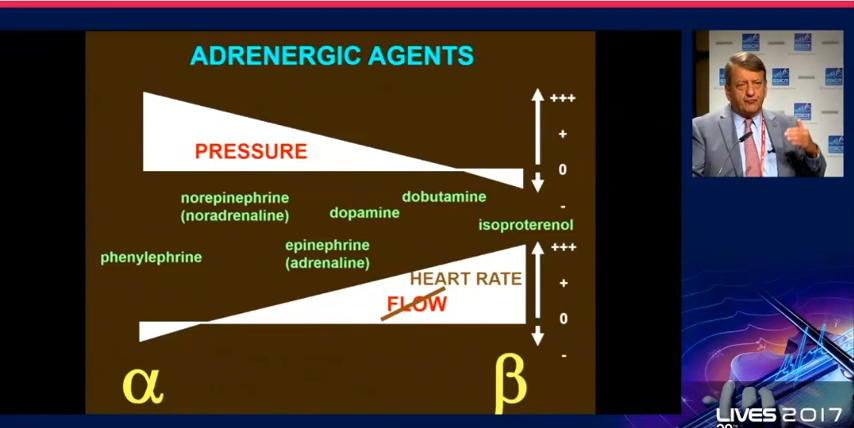 ADRENERGIC AGENTS
+++
+
0
-
PRESSURE
norepinephrine
(noradrenaline)
dopamine
dobutamine
isoproterenol
phenylephrine
epinephrine
(adrenaline)
+++
+
0
-
HEART RATE
FLOW
α
β
LIVES 2017